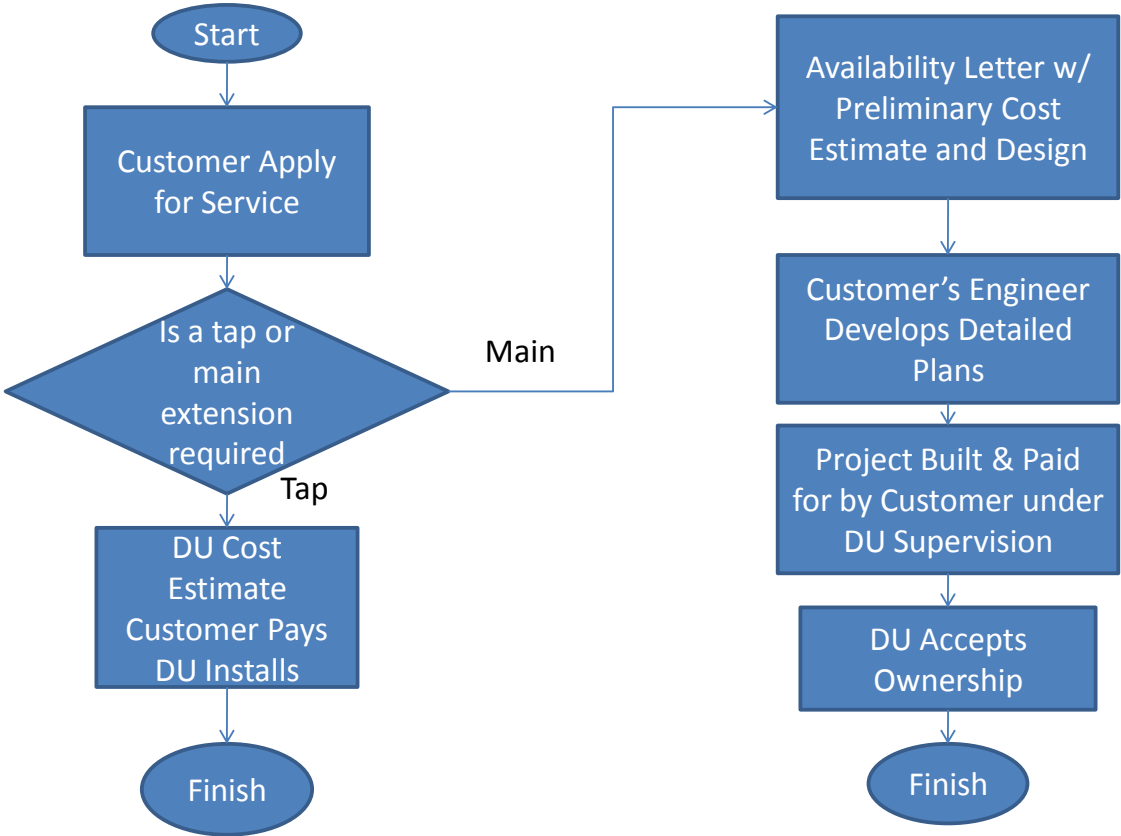 Start
Customer Apply
for Service
Is a tap or
main
extension
required
Main
Tap
DU Cost
Estimate
Customer Pays
DU Installs
Finish
Availability Letter w/
Preliminary Cost
Estimate and Design
Customer’s Engineer
Develops Detailed
Plans
Project Built & Paid
for by Customer under
DU Supervision
DU Accepts
Ownership
Finish